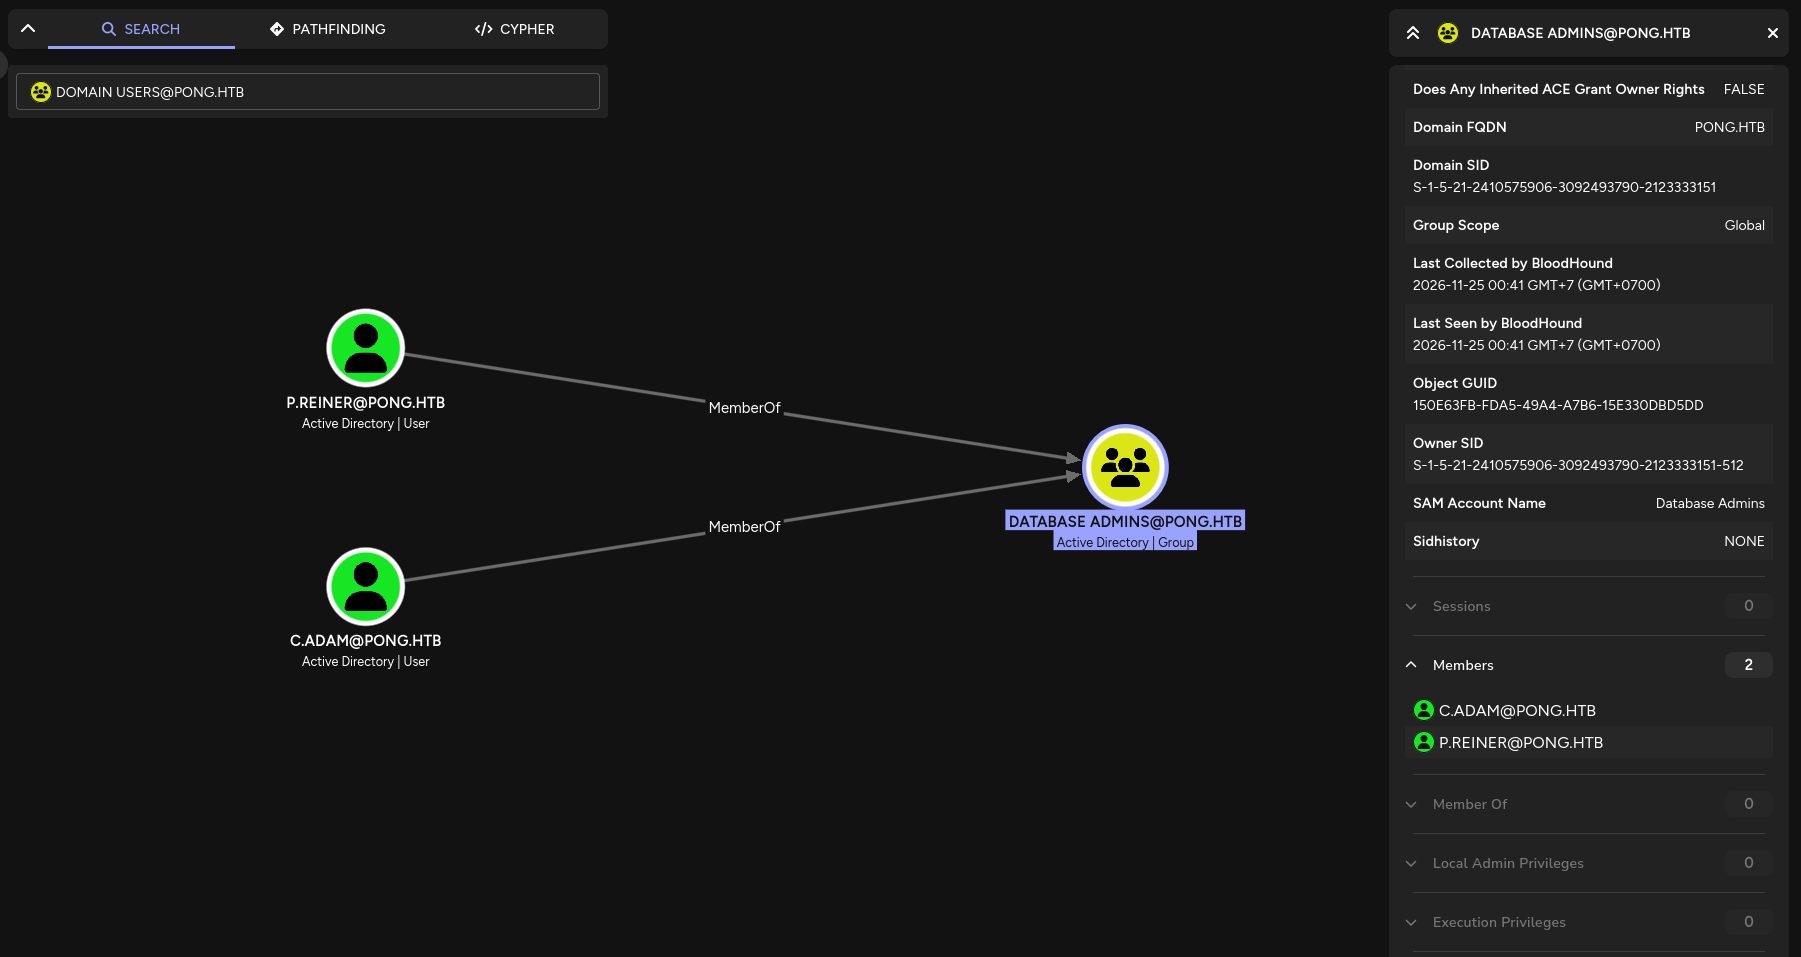 SEARCH
PATHFINDING
</> CYPHER
DOMAIN USERS@PONG.HTB
P.REINER@PONG.HTB
Active Directory | User
MemberOf
MemberOf
DATABASE ADMINS@PONG.HTB
Active Directory | Group
C.ADAM@PONG.HTB
Active Directory | User
DATABASE ADMINS@PONG.HTB
Does Any Inherited ACE Grant Owner Rights FALSE
Domain FQDN PONG.HTB
Domain SID
S-1-5-21-2410575906-3092493790-2123333151
Group Scope Global
Last Collected by BloodHound
2026-11-25 00:41 GMT+7 (GMT+0700)
Last Seen by BloodHound
2026-11-25 00:41 GMT+7 (GMT+0700)
Object GUID
150E63FB-FDA5-49A4-A7B6-15E330DBD5DD
Owner SID
S-1-5-21-2410575906-3092493790-2123333151-512
SAM Account Name Database Admins
Sidhistory NONE
Sessions 0
Members 2
C.ADAM@PONG.HTB
P.REINER@PONG.HTB
Member Of 0
Local Admin Privileges 0
Execution Privileges 0